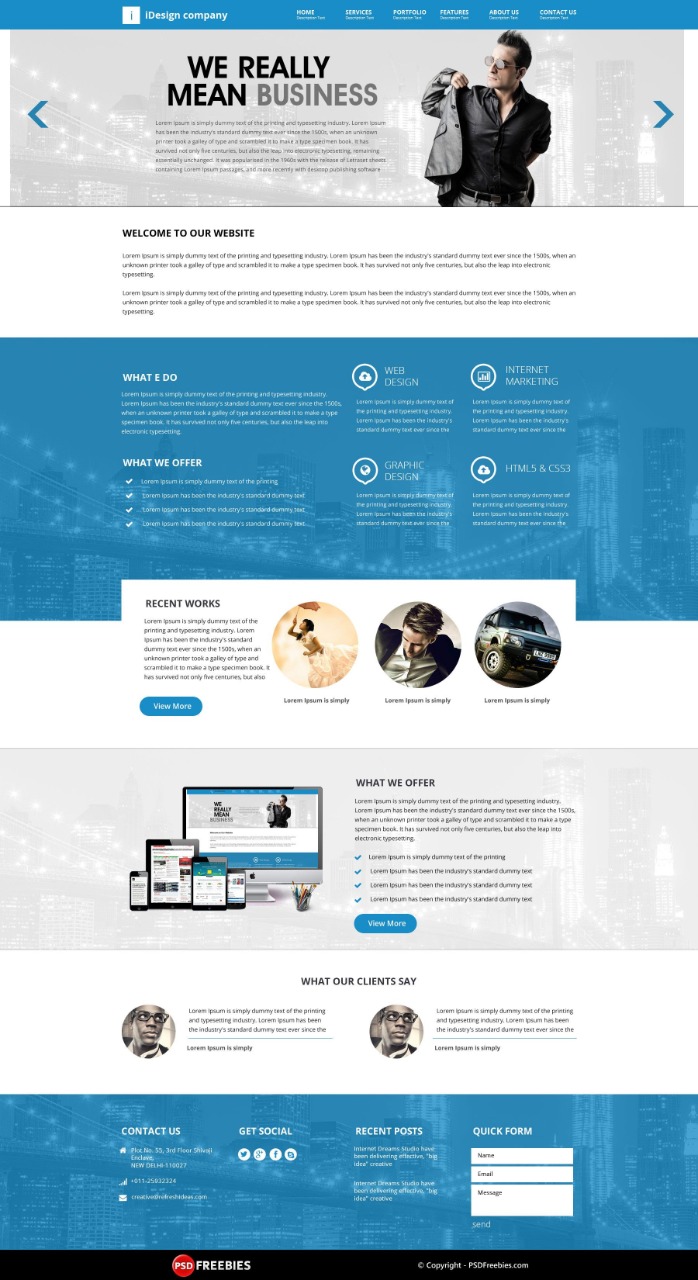 i iDesign company
HOME SERVICES PORTFOLIO FEATURES ABOUT US CONTACT US
Description Text Description Text Description Text Description Text Description Text Description Text
WE REALLY
MEAN BUSINESS
Lorem Ipsum is simply dummy text of the printing and typesetting industry. Lorem Ipsum
has been the industry's standard dummy text ever since the 1500s, when an unknown
printer took a galley of type and scrambled it to make a type specimen book. It has
survived not only five centuries, but also the leap into electronic typesetting, remaining
essentially unchanged. It was popularised in the 1960s with the release of Letraset sheets
containing Lorem Ipsum passages, and more recently with desktop publishing software
WELCOME TO OUR WEBSITE
Lorem Ipsum is simply dummy text of the printing and typesetting industry. Lorem Ipsum has been the industry's standard dummy text ever since the 1500s, when an
unknown printer took a galley of type and scrambled it to make a type specimen book. It has survived not only five centuries, but also the leap into electronic
typesetting.
Lorem Ipsum is simply dummy text of the printing and typesetting industry. Lorem Ipsum has been the industry's standard dummy text ever since the 1500s, when an
unknown printer took a galley of type and scrambled it to make a type specimen book. It has survived not only five centuries, but also the leap into electronic
typesetting.
WHAT E DO
Lorem Ipsum is simply dummy text of the printing and typesetting industry.
Lorem Ipsum has been the industry's standard dummy text ever since the 1500s,
when an unknown printer took a galley of type and scrambled it to make a type
specimen book. It has survived not only five centuries, but also the leap into
electronic typesetting.
WHAT WE OFFER
Lorem Ipsum is simply dummy text of the printing
Lorem Ipsum has been the industry's standard dummy text
Lorem Ipsum has been the industry's standard dummy text
Lorem Ipsum has been the industry's standard dummy text
WEB
DESIGN
Lorem Ipsum is simply dummy text of
the printing and typesetting industry.
Lorem Ipsum has been the industry's
standard dummy text ever since the
INTERNET
MARKETING
Lorem Ipsum is simply dummy text of
the printing and typesetting industry.
Lorem Ipsum has been the industry's
standard dummy text ever since the
GRAPHIC
DESIGN
Lorem Ipsum is simply dummy text of
the printing and typesetting industry.
Lorem Ipsum has been the industry's
standard dummy text ever since the
HTML5 & CSS3
Lorem Ipsum is simply dummy text of
the printing and typesetting industry.
Lorem Ipsum has been the industry's
standard dummy text ever since the
RECENT WORKS
Lorem Ipsum is simply dummy text of the
printing and typesetting industry. Lorem
Ipsum has been the industry's standard
dummy text ever since the 1500s, when an
unknown printer took a galley of type and
scrambled it to make a type specimen book. It
has survived not only five centuries, but also
View More
Lorem Ipsum is simply
Lorem Ipsum is simply
Lorem Ipsum is simply
WE
REALLY
MEAN
BUSINESS
WHAT WE OFFER
Lorem Ipsum is simply dummy text of the printing and typesetting industry.
Lorem Ipsum has been the industry's standard dummy text ever since the 1500s,
when an unknown printer took a galley of type and scrambled it to make a type
specimen book. It has survived not only five centuries, but also the leap into
electronic typesetting.
Lorem Ipsum is simply dummy text of the printing
Lorem Ipsum has been the industry's standard dummy text
Lorem Ipsum has been the industry's standard dummy text
Lorem Ipsum has been the industry's standard dummy text
View More
WHAT OUR CLIENTS SAY
Lorem Ipsum is simply dummy text of the printing
and typesetting industry. Lorem Ipsum has been
the industry's standard dummy text ever since the
Lorem Ipsum is simply
Lorem Ipsum is simply dummy text of the printing
and typesetting industry. Lorem Ipsum has been
the industry's standard dummy text ever since the
Lorem Ipsum is simply
CONTACT US
Plot No. 55, 3rd Floor Shivaji
Enclave,
NEW DELHI-110027
+011-25932324
creative@refreshideas.com
GET SOCIAL
RECENT POSTS
Internet Dreams Studio have
been delivering effective, "big
idea" creative
Internet Dreams Studio have
been delivering effective, "big
idea" creative
QUICK FORM
Name
Email
Message
send
PSD FREEBIES
© Copyright - PSDFreebies.com